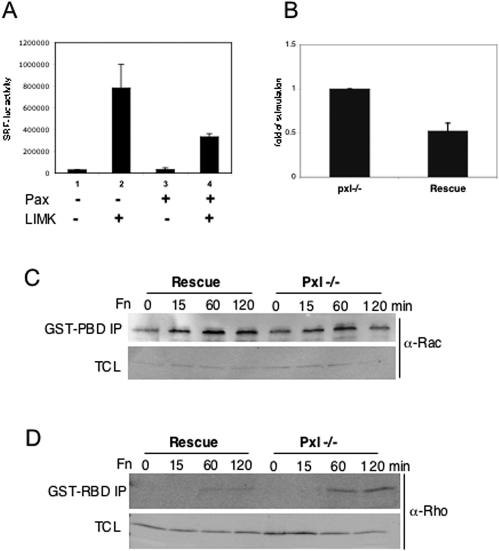 A
SRF-luc activity
1200000
1000000
800000
600000
400000
200000
0
1 2 3 4
Pax - - + +
LIMK - + - +
B
fold of stimulation
1.5
1
0.5
0
pxl-/- Rescue
C
Rescue Pxl -/-
Fn 0 15 60 120 0 15 60 120 min
GST-PBD IP
TCL
α-Rac
D
Rescue Pxl -/-
Fn 0 15 60 120 0 15 60 120 min
GST-RBD IP
TCL
α-Rho